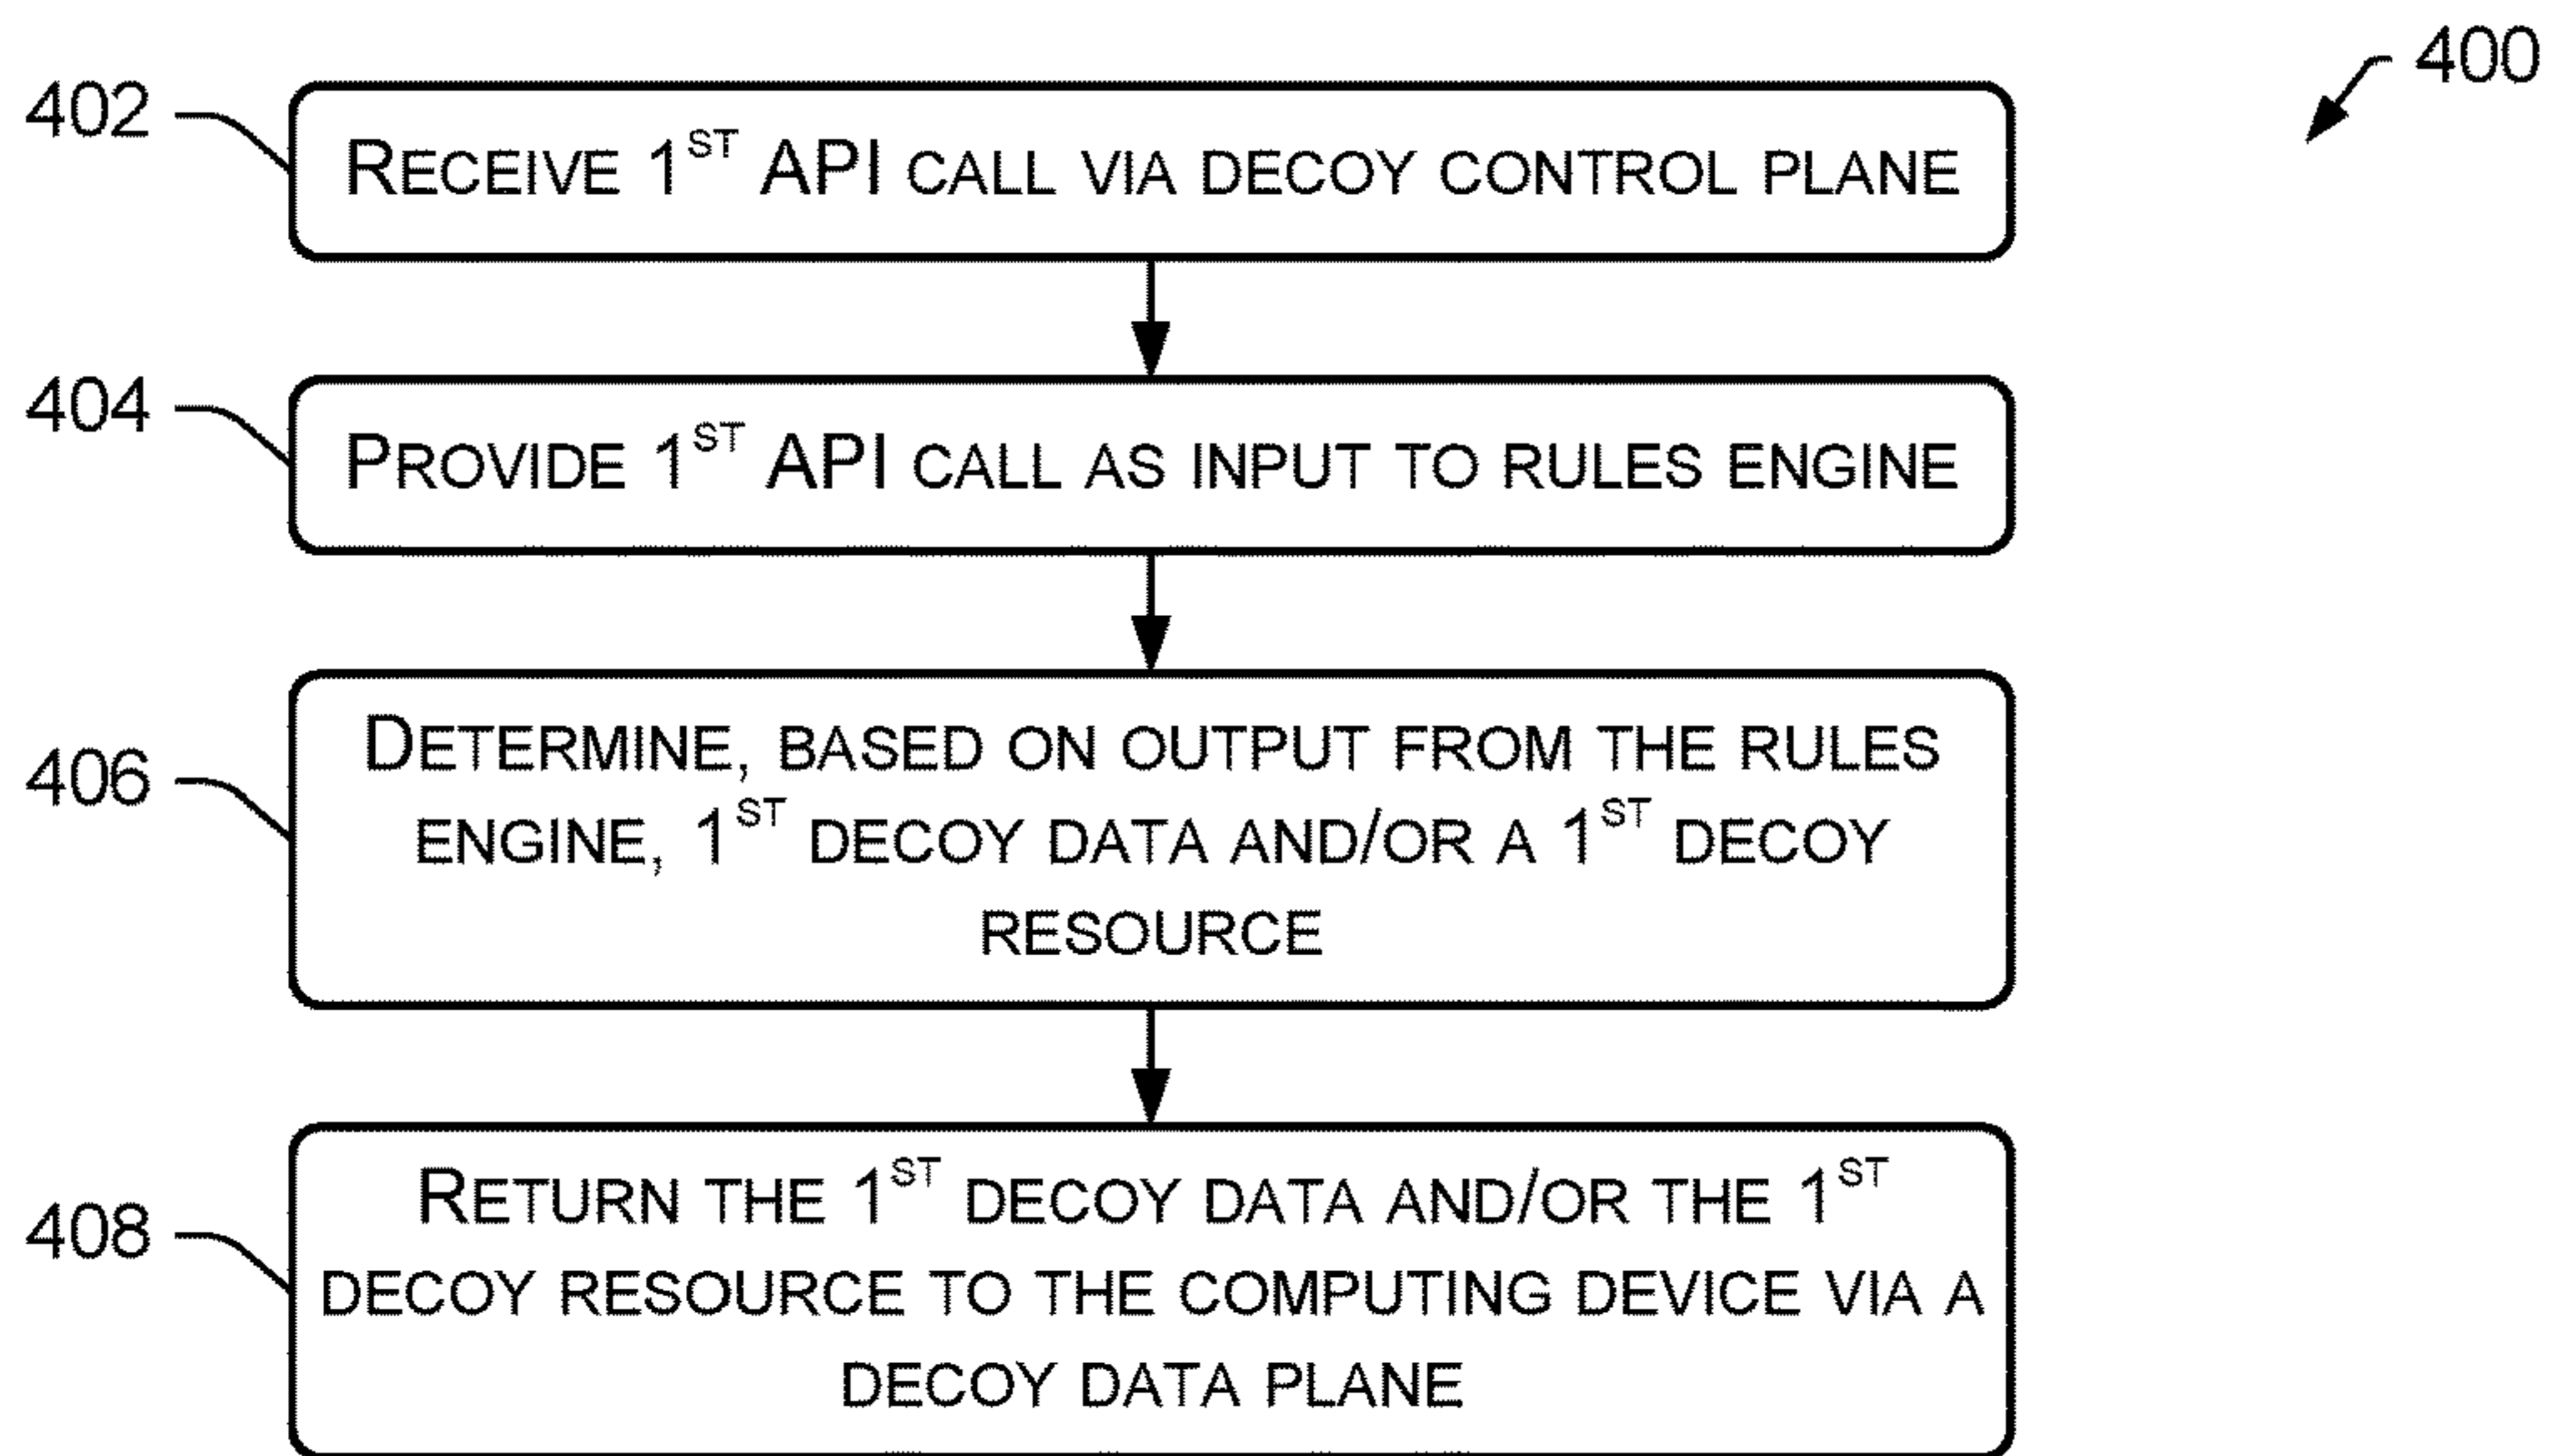 400
402
RECEIVE 1ST API CALL VIA DECOY CONTROL PLANE
404
PROVIDE 1ST API CALL AS INPUT TO RULES ENGINE
406
DETERMINE, BASED ON OUTPUT FROM THE RULES
ENGINE, 1ST DECOY DATA AND/OR A 1ST DECOY
RESOURCE
408
RETURN THE 1ST DECOY DATA AND/OR THE 1ST
DECOY RESOURCE TO THE COMPUTING DEVICE VIA A
DECOY DATA PLANE